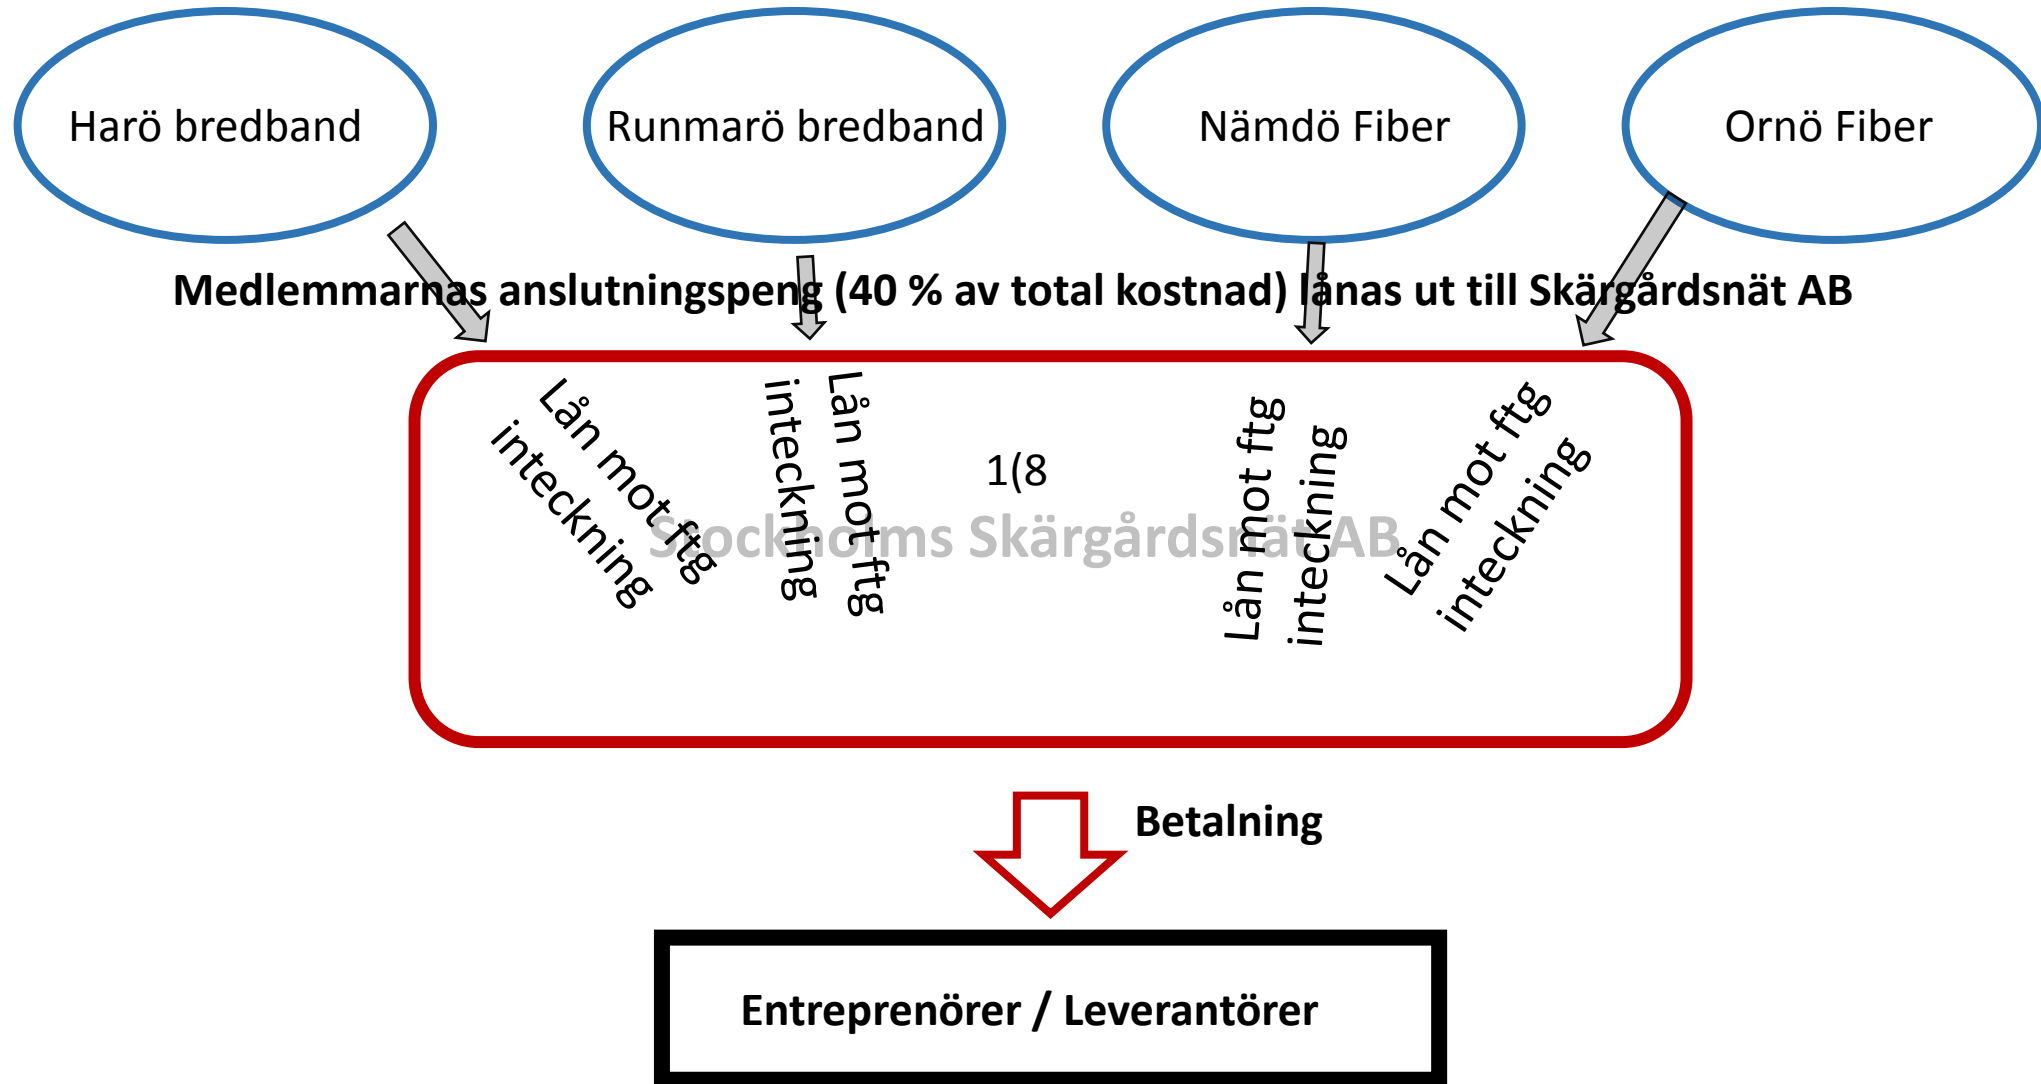 Harö bredband
Runmarö bredband
Nämdö Fiber
Ornö Fiber
Medlemmarnas anslutningspeng (40 % av total kostnad) lånas ut till Skärgårdsnät AB
Lån mot ftg
inteckning
Lån mot ftg
inteckning
1(8
Lån mot ftg
inteckning
Lån mot ftg
inteckning
Stockholms Skärgårdsnät AB
Betalning
Entreprenörer / Leverantörer